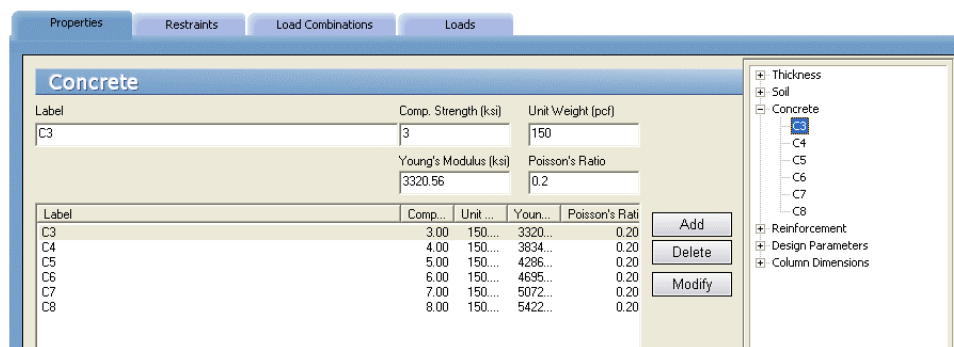 Properties Restraints Load Combinations Loads
Concrete
Label Comp. Strength (ksi) Unit Weight (pcf)
C3 3 150
Young's Modulus (ksi) Poisson's Ratio
3320.56 0.2
Label Comp... Unit ... Youn... Poisson's Rati
C3 3.00 150.... 3320... 0.20
C4 4.00 150.... 3834... 0.20
C5 5.00 150.... 4286... 0.20
C6 6.00 150.... 4695... 0.20
C7 7.00 150.... 5072... 0.20
C8 8.00 150.... 5422... 0.20
Add
Delete
Modify
Thickness
Soil
Concrete
C3
C4
C5
C6
C7
C8
Reinforcement
Design Parameters
Column Dimensions